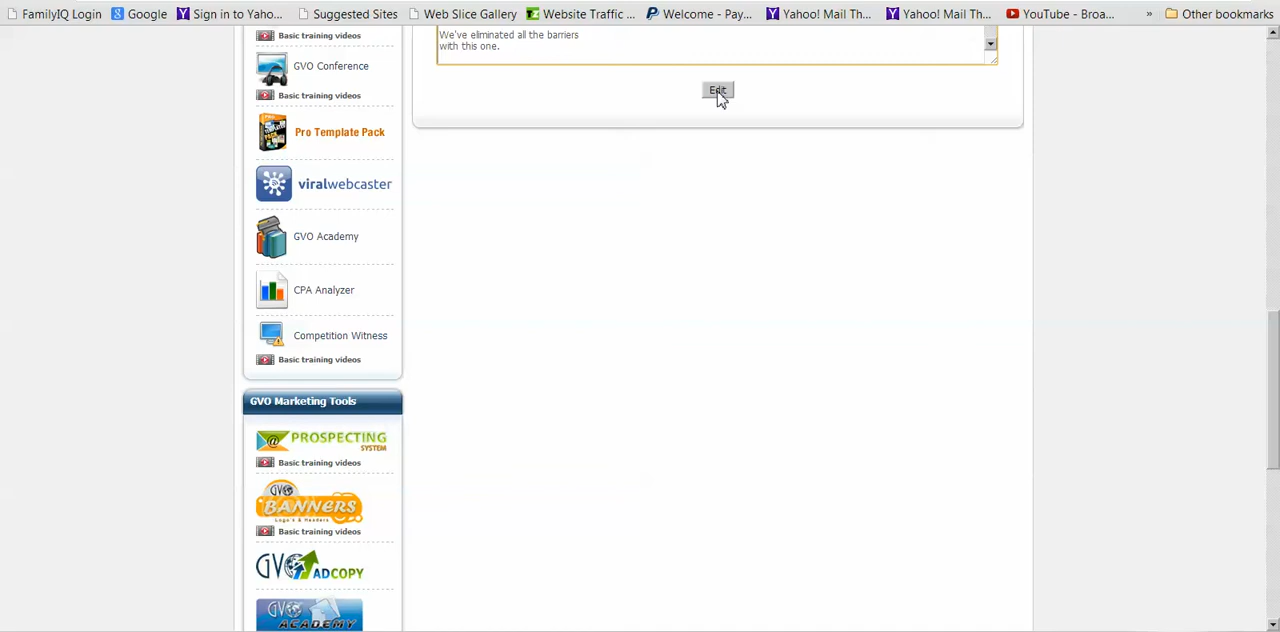 FamilyIQ Login Google Sign in to Yaho... Suggested Sites Web Slice Gallery Website Traffic ... Welcome - Pay... Yahoo! Mail Th... Yahoo! Mail Th... YouTube - Broa... » Other bookmarks
We've eliminated all the barriers
with this one.
Edit
Basic training videos
GVO Conference
Basic training videos
Pro Template Pack
viralwebcaster
GVO Academy
CPA Analyzer
Competition Witness
Basic training videos
GVO Marketing Tools
@ PROSPECTING
SYSTEM
Basic training videos
GVO
BANNERS
Logo's & Headers
Basic training videos
GVO ADCOPY
GVO
ACADEMY